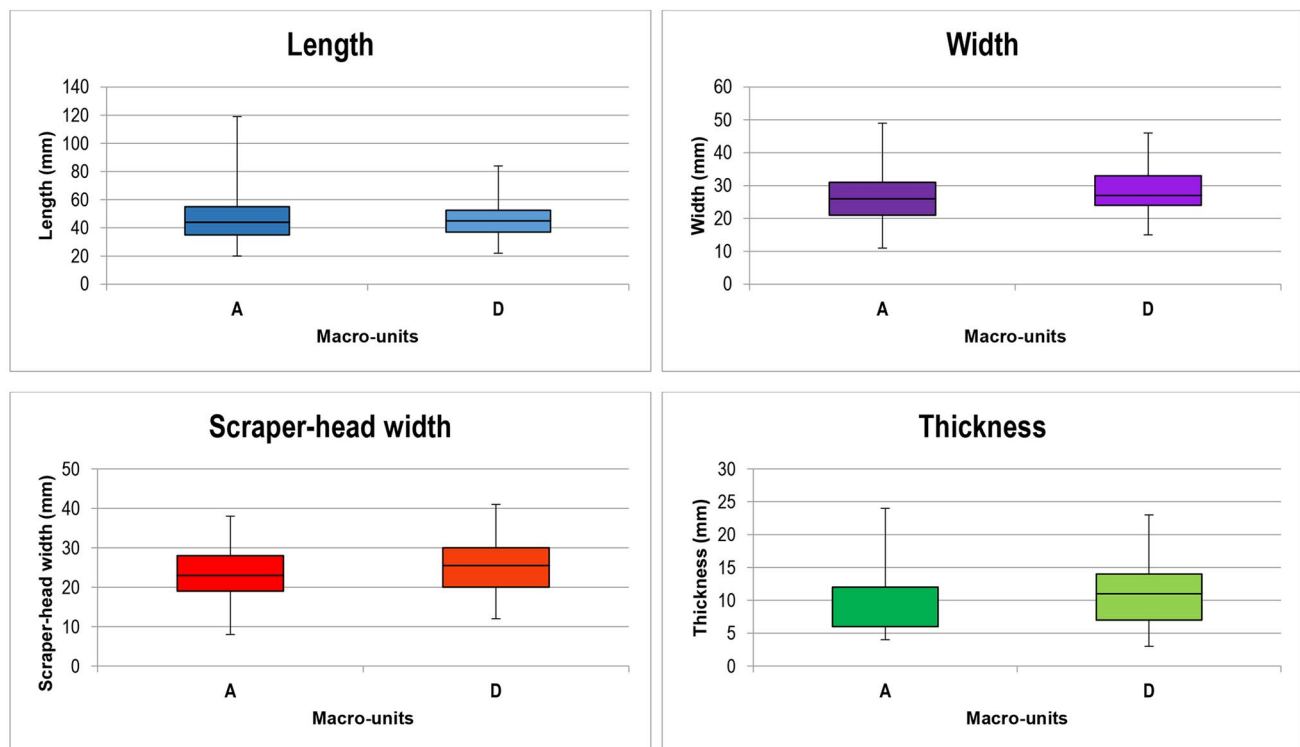 Length
140
120
100
80
60
40
20
0
Length (mm)
A D
Macro-units
Width
60
50
40
30
20
10
0
Width (mm)
A D
Macro-units
Scraper-head width
50
40
30
20
10
0
Scraper-head width (mm)
A D
Macro-units
Thickness
30
25
20
15
10
5
0
Thickness (mm)
A D
Macro-units